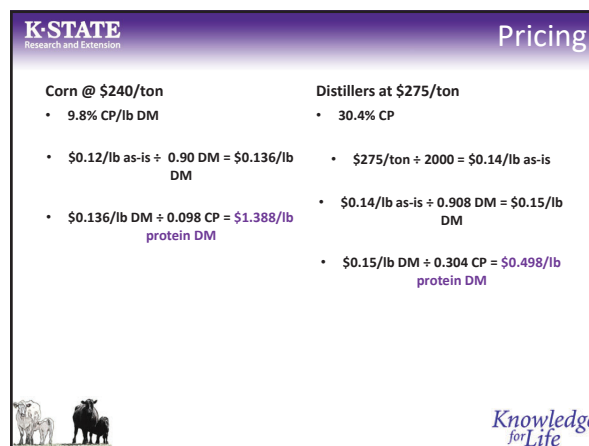 K-STATE
Research and Extension
Pricing
Corn @ $240/ton
• 9.8% CP/lb DM
• $0.12/lb as-is ÷ 0.90 DM = $0.136/lb
DM
• $0.136/lb DM ÷ 0.098 CP = $1.388/lb
protein DM
Distillers at $275/ton
• 30.4% CP
• $275/ton ÷ 2000 = $0.14/lb as-is
• $0.14/lb as-is ÷ 0.908 DM = $0.15/lb
DM
• $0.15/lb DM ÷ 0.304 CP = $0.498/lb
protein DM
Knowledge
for Life